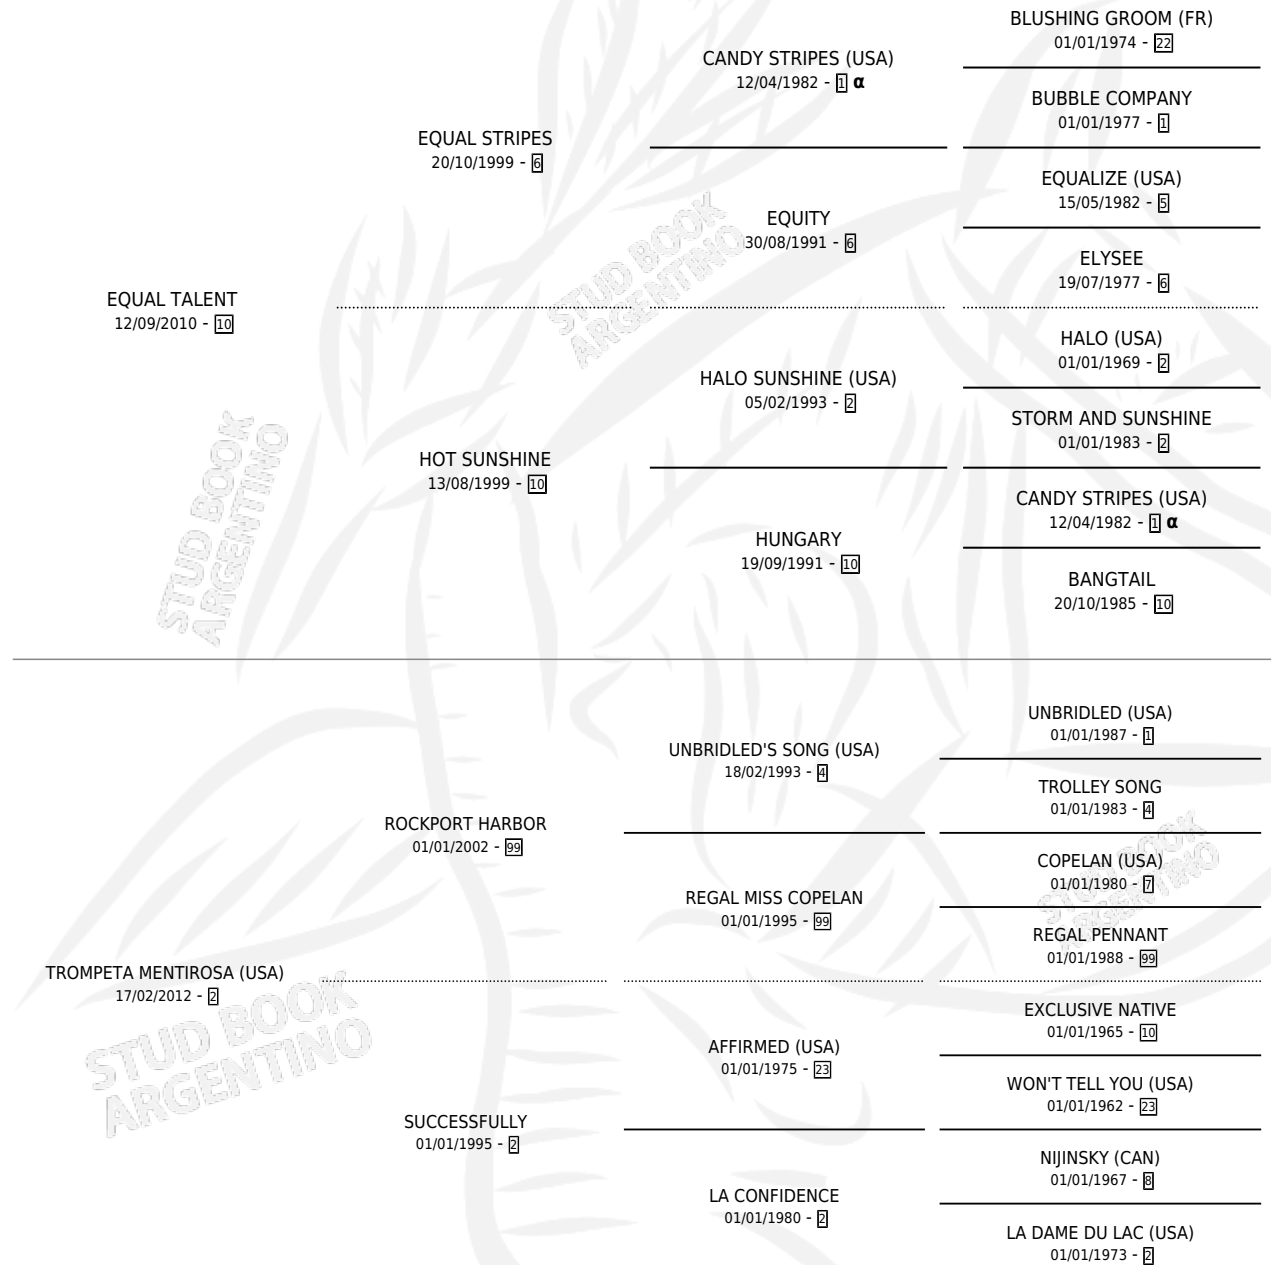 BLUSHING GROOM (FR)
01/01/1974 - 22
CANDY STRIPES (USA)
12/04/1982 - 1 α
BUBBLE COMPANY
01/01/1977 - 1
EQUAL STRIPES
20/10/1999 - 6
EQUALIZE (USA)
15/05/1982 - 5
EQUITY
30/08/1991 - 6
ELYSEE
19/07/1977 - 6
EQUAL TALENT
12/09/2010 - 10
HALO (USA)
01/01/1969 - 2
HALO SUNSHINE (USA)
05/02/1993 - 2
STORM AND SUNSHINE
01/01/1983 - 2
HOT SUNSHINE
13/08/1999 - 10
CANDY STRIPES (USA)
12/04/1982 - 1 α
HUNGARY
19/09/1991 - 10
BANGTAIL
20/10/1985 - 10
STUD BOOK
ARGENTINO
STUD BOOK
ARGENTINO
UNBRIDLED (USA)
01/01/1987 - 1
UNBRIDLED'S SONG (USA)
18/02/1993 - 4
TROLLEY SONG
01/01/1983 - 4
ROCKPORT HARBOR
01/01/2002 - 99
COPELAN (USA)
01/01/1980 - 7
REGAL MISS COPELAN
01/01/1995 - 99
REGAL PENNANT
01/01/1988 - 99
TROMPETA MENTIROSA (USA)
17/02/2012 - 2
EXCLUSIVE NATIVE
01/01/1965 - 10
AFFIRMED (USA)
01/01/1975 - 23
WON'T TELL YOU (USA)
01/01/1962 - 23
SUCCESSFULLY
01/01/1995 - 2
NIJINSKY (CAN)
01/01/1967 - 8
LA CONFIDENCE
01/01/1980 - 2
LA DAME DU LAC (USA)
01/01/1973 - 2
STUD BOOK
ARGENTINO
STUD BOOK
ARGENTINO